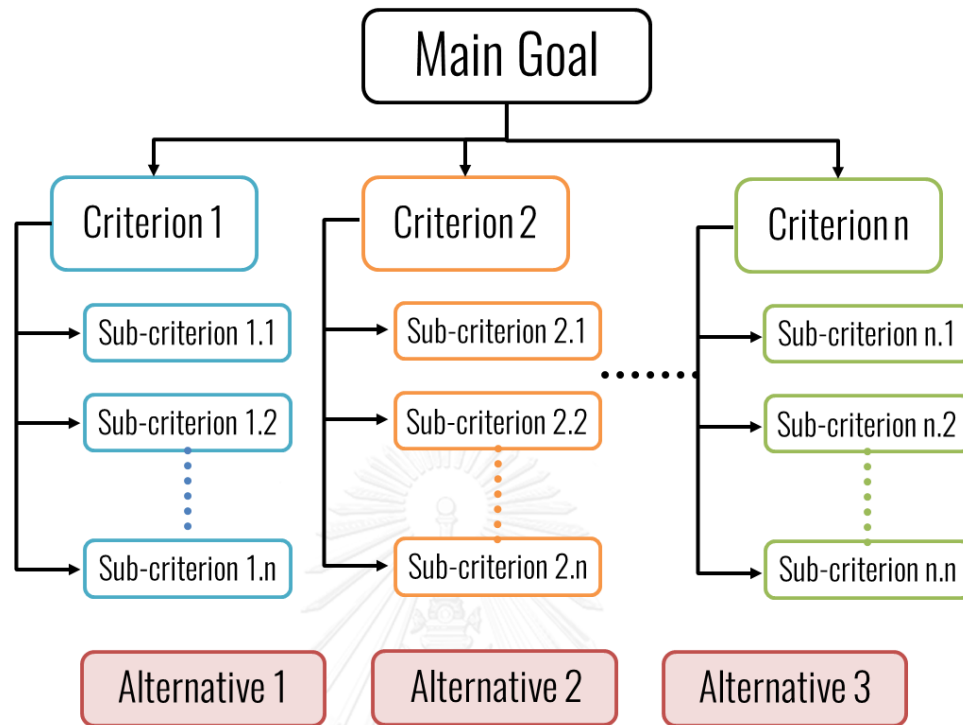 Main Goal
Criterion 1
Criterion 2
Criterion n
Sub-criterion 1.1
Sub-criterion 2.1
Sub-criterion n.1
Sub-criterion 1.2
Sub-criterion 2.2
Sub-criterion n.2
Sub-criterion 1.n
Sub-criterion 2.n
Sub-criterion n.n
Alternative 1
Alternative 2
Alternative 3